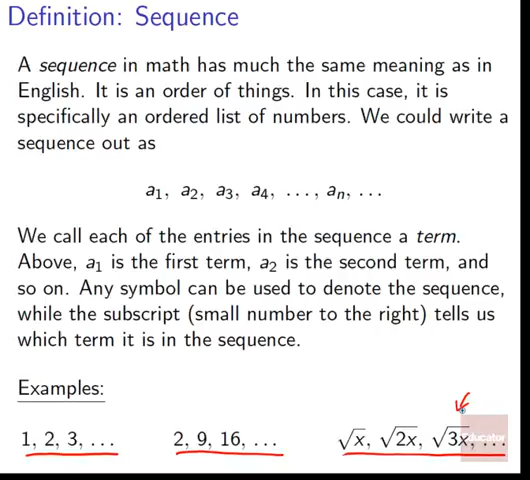 Definition: Sequence
A sequence in math has much the same meaning as in
English. It is an order of things. In this case, it is
specifically an ordered list of numbers. We could write a
sequence out as
a₁, a₂, a₃, a₄, ..., aₙ, ...
We call each of the entries in the sequence a term.
Above, a₁ is the first term, a₂ is the second term, and
so on. Any symbol can be used to denote the sequence,
while the subscript (small number to the right) tells us
which term it is in the sequence.
Examples:
1, 2, 3, ... 2, 9, 16, ... √x, √2x, √3x, ...
Educator